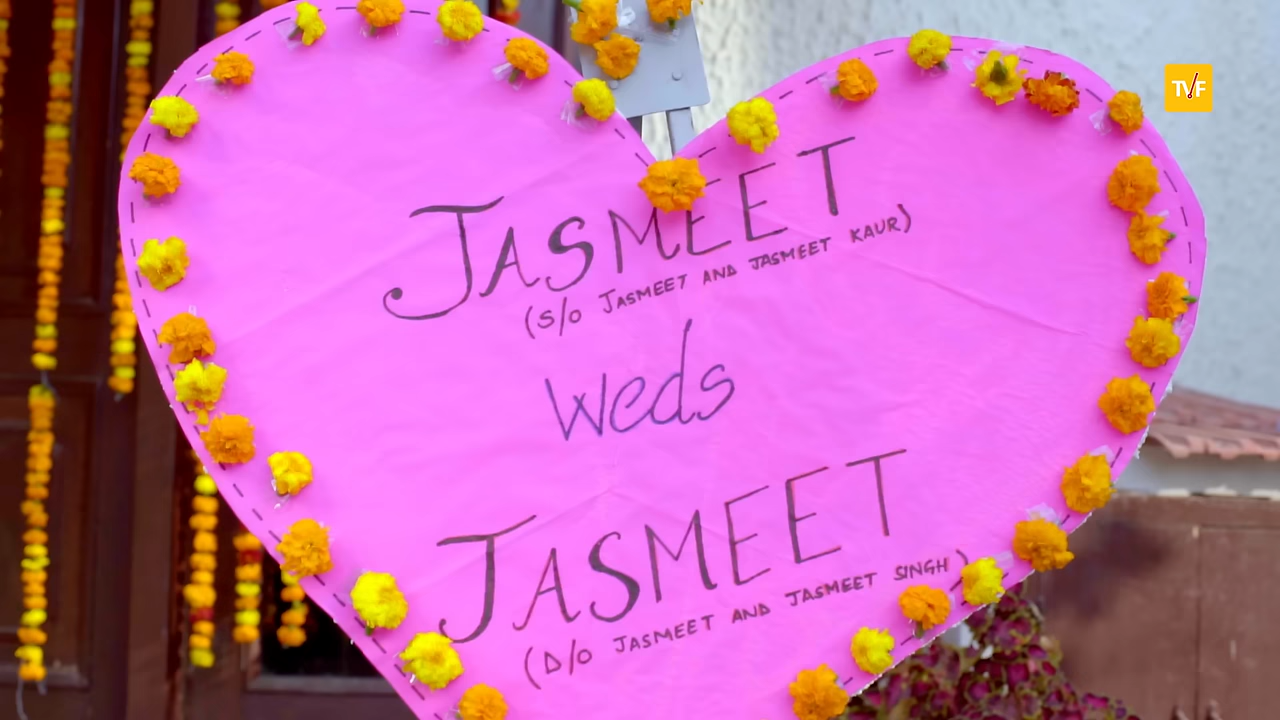 TVF
JASMEET
(S/O JASMEET AND JASMEET KAUR)
weds
JASMEET
(D/O JASMEET AND JASMEET SINGH)